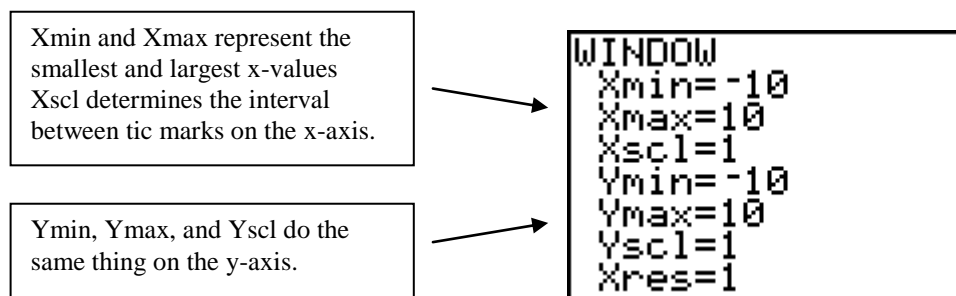 Xmin and Xmax represent the
smallest and largest x-values
Xscl determines the interval
between tic marks on the x-axis.
Ymin, Ymax, and Yscl do the
same thing on the y-axis.
WINDOW
Xmin=-10
Xmax=10
Xscl=1
Ymin=-10
Ymax=10
Yscl=1
Xres=1